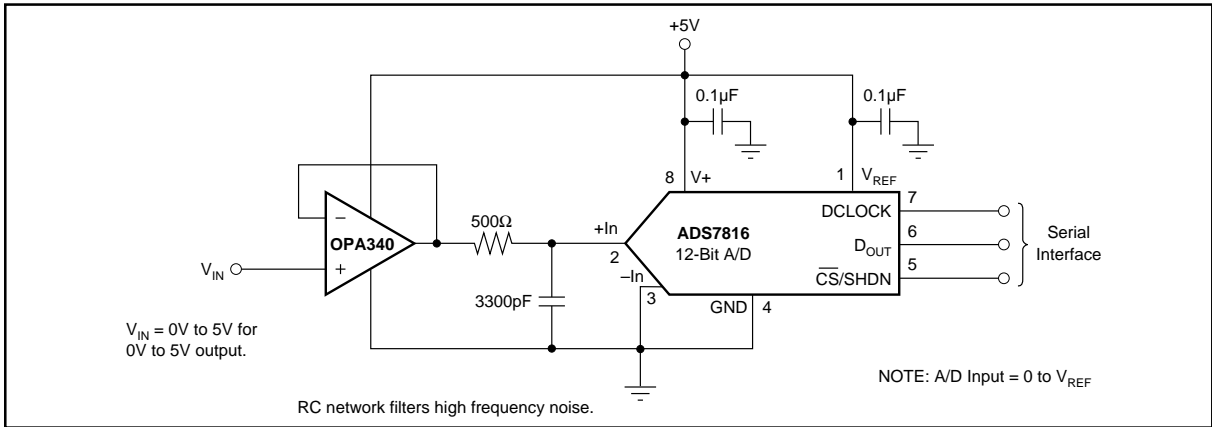 +5V
0.1µF
0.1µF
8 V+
1 VREF
–
OPA340
+
VIN
500Ω
+In
2
–In
3
ADS7816
12-Bit A/D
DCLOCK
7
DOUT
6
CS/SHDN
5
Serial
Interface
3300pF
GND 4
VIN = 0V to 5V for
0V to 5V output.
NOTE: A/D Input = 0 to VREF
RC network filters high frequency noise.